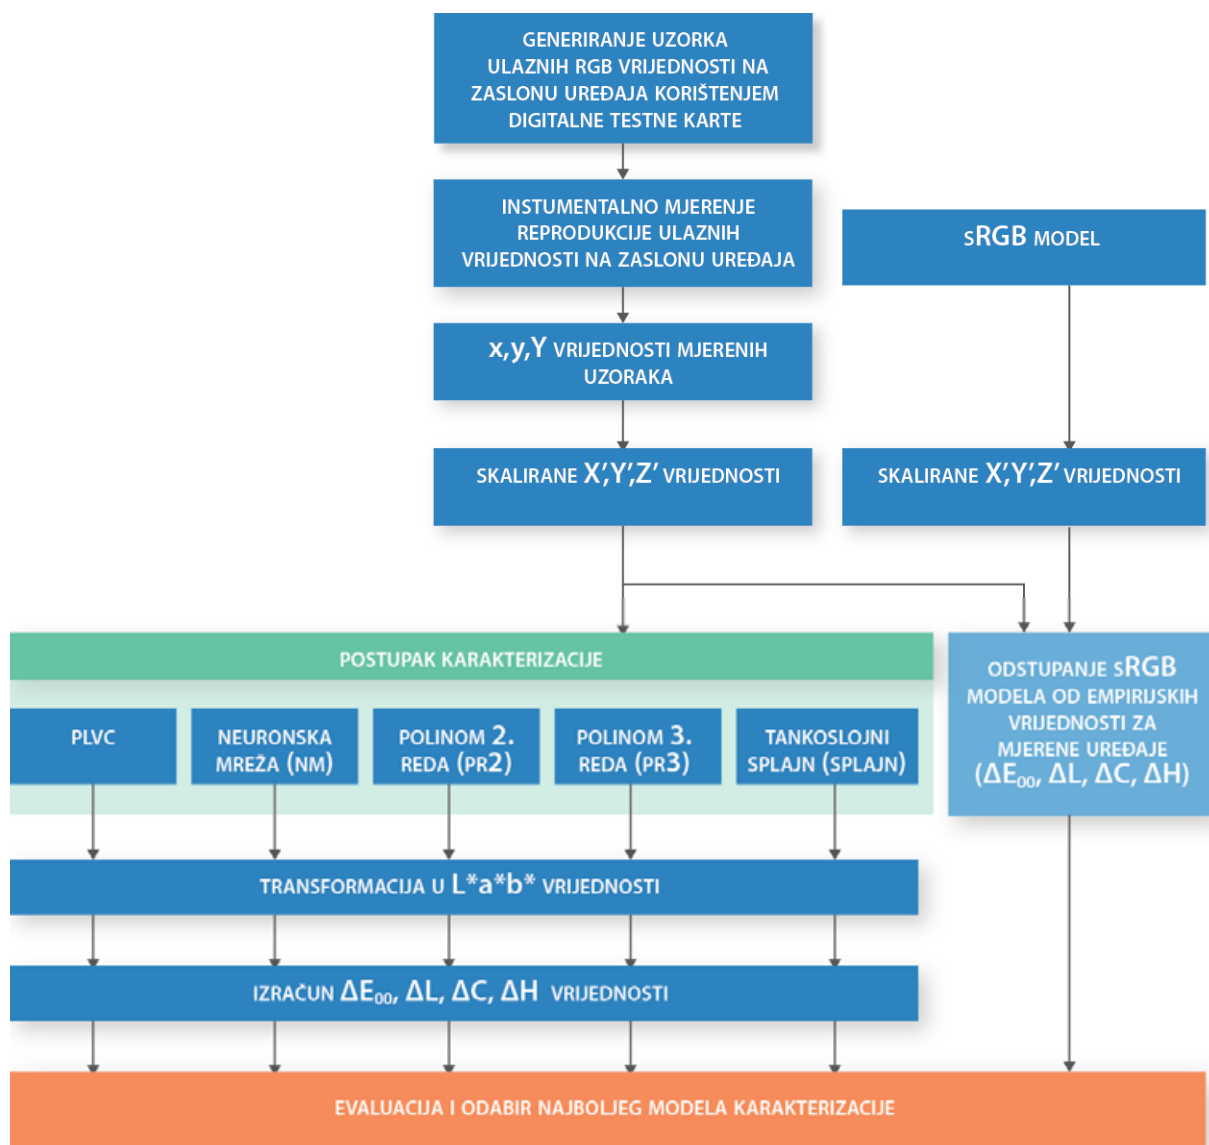 GENERIRANJE UZORKA
ULAZNIH RGB VRIJEDNOSTI NA
ZASLONU UREĐAJA KORIŠTENJEM
DIGITALNE TESTNE KARTE
INSTUMENTALNO MJERENJE
REPRODUKCIJE ULAZNIH
VRIJEDNOSTI NA ZASLONU UREĐAJA
sRGB MODEL
x,y,Y VRIJEDNOSTI MJERENIH
UZORAKA
SKALIRANE X',Y',Z' VRIJEDNOSTI
SKALIRANE X',Y',Z' VRIJEDNOSTI
POSTUPAK KARAKTERIZACIJE
PLVC
NEURONSKA
MREŽA (NM)
POLINOM 2.
REDA (PR2)
POLINOM 3.
REDA (PR3)
TANKOSLOJNI
SPLAJN (SPLAJN)
ODSTUPANJE sRGB
MODELA OD EMPIRIJSKIH
VRIJEDNOSTI ZA
MJERENE UREĐAJE
(ΔE₀₀, ΔL, ΔC, ΔH)
TRANSFORMACIJA U L*a*b* VRIJEDNOSTI
IZRAČUN ΔE₀₀, ΔL, ΔC, ΔH VRIJEDNOSTI
EVALUACIJA I ODABIR NAJBOLJEG MODELA KARAKTERIZACIJE